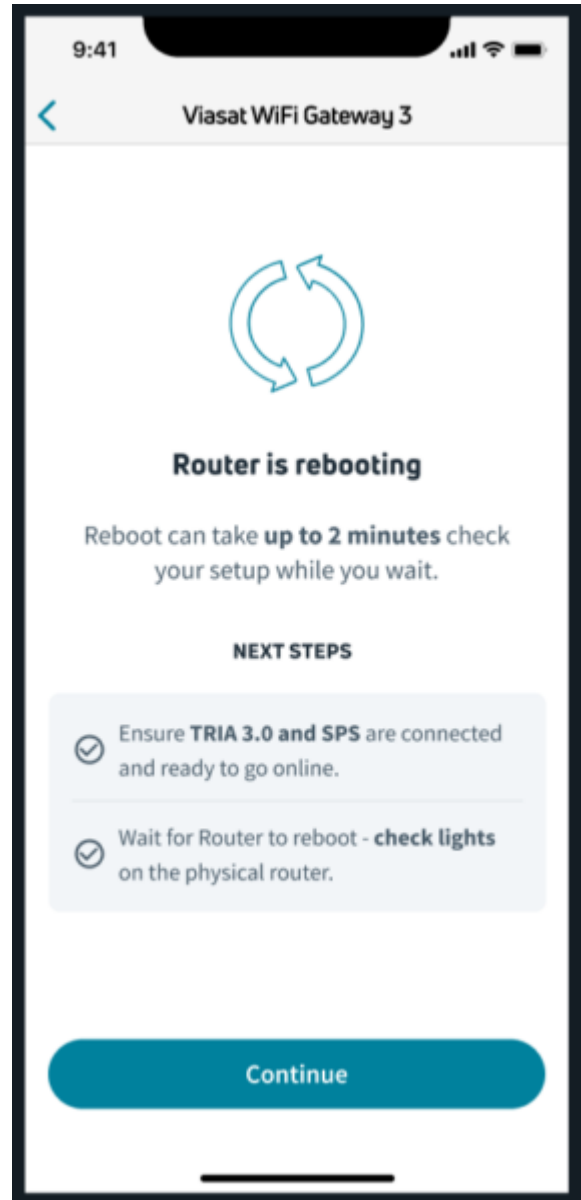 9:41
Viasat WiFi Gateway 3
Router is rebooting
Reboot can take up to 2 minutes check
your setup while you wait.
NEXT STEPS
Ensure TRIA 3.0 and SPS are connected
and ready to go online.
Wait for Router to reboot - check lights
on the physical router.
Continue